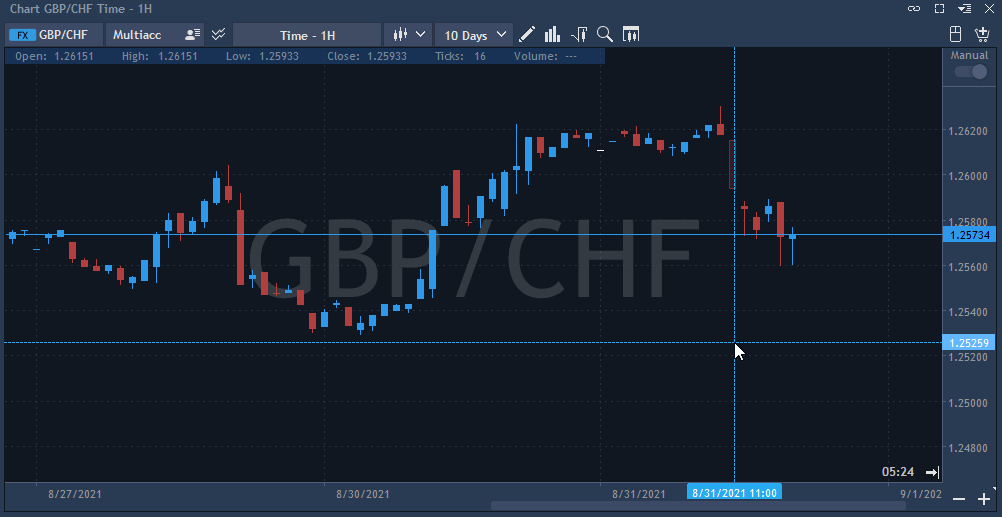 Chart GBP/CHF Time - 1H
FX GBP/CHF Multiacc Time - 1H 10 Days
Open: 1.26151 High: 1.26151 Low: 1.25933 Close: 1.25933 Ticks: 16 Volume: ---
Manual
GBP/CHF
1.26200
1.26000
1.25800
1.25734
1.25600
1.25400
1.25259
1.25200
1.25000
1.24800
05:24
8/27/2021 8/30/2021 8/31/2021 8/31/2021 11:00 9/1/202